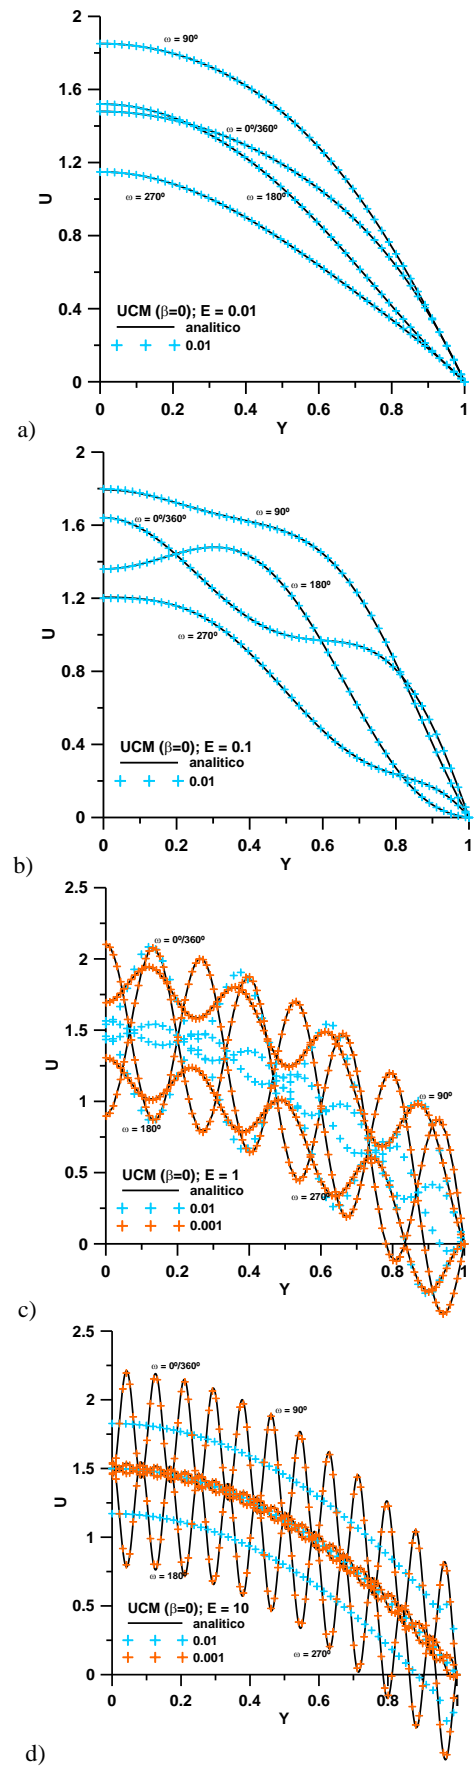 2
1.6
1.2
0.8
0.4
0
U
ω = 90º
ω = 0º/360º
ω = 180º
ω = 270º
UCM (β=0); E = 0.01
analitico
0.01
0 0.2 0.4 0.6 0.8 1
Y
a)
2
1.6
1.2
0.8
0.4
0
U
ω = 0º/360º
ω = 90º
ω = 180º
ω = 270º
UCM (β=0); E = 0.1
analitico
0.01
0 0.2 0.4 0.6 0.8 1
Y
b)
2.5
2
1.5
1
0.5
0
U
ω = 0º/360º
ω = 90º
ω = 180º
ω = 270º
UCM (β=0); E = 1
analitico
0.01
0.001
0 0.2 0.4 0.6 0.8 1
Y
c)
2.5
2
1.5
1
0.5
0
U
ω = 0º/360º
ω = 90º
ω = 180º
ω = 270º
UCM (β=0); E = 10
analitico
0.01
0.001
0 0.2 0.4 0.6 0.8 1
Y
d)